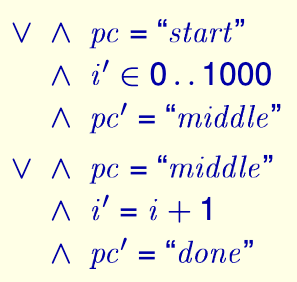 ∨ ∧ pc = “start”
∧ i′ ∈ 0 . . 1000
∧ pc′ = “middle”
∨ ∧ pc = “middle”
∧ i′ = i + 1
∧ pc′ = “done”